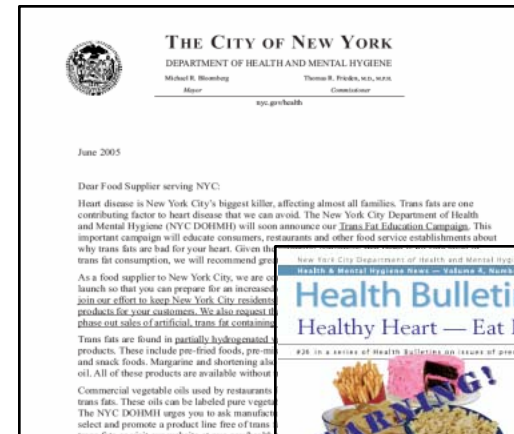 THE CITY OF NEW YORK
DEPARTMENT OF HEALTH AND MENTAL HYGIENE
Michael R. Bloomberg
Thomas R. Frieden, M.D., M.P.H.
Mayor
Commissioner
nyc.gov/health
June 2005
Dear Food Supplier serving NYC:
Heart disease is New York City's biggest killer, affecting almost all families. Trans fats are one
contributing factor to heart disease that we can avoid. The New York City Department of Health
and Mental Hygiene (NYC DOHMH) will soon announce our Trans Fat Education Campaign. This
important campaign will educate consumers, restaurants and other food service establishments about
why trans fats are bad for your heart. Given the
trans fat consumption, we will recommend
As a food supplier to New York City, we are
launch so that you can prepare for an increased
join our effort to keep New York City residents
products for your customers. We also request
phase out sales of artificial, trans fat containing
Trans fats are found in partially hydrogenated
products. These include pre-fried foods,
and snack foods. Margarine and shortening
oil. All of these products are available without
Commercial vegetable oils used by restaurants
trans fats. These oils can be labeled pure
The NYC DOHMH urges you to ask
select and promote a product line free of trans
New York City Department of Health and Mental
Health & Mental Hygiene News — Volume 4,
Health
Healthy Heart — Eat
#26 in a series of Health Bulletins on issues of